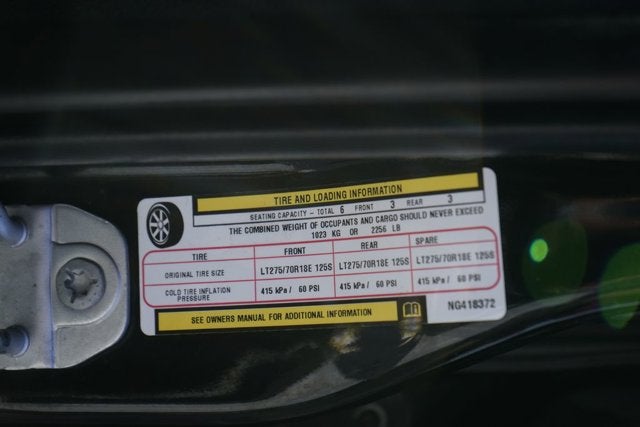 TIRE AND LOADING INFORMATION
SEATING CAPACITY - TOTAL 6 FRONT 3 REAR 3
THE COMBINED WEIGHT OF OCCUPANTS AND CARGO SHOULD NEVER EXCEED
1023 KG OR 2256 LB
TIRE FRONT REAR SPARE
ORIGINAL TIRE SIZE LT275/70R18E 125S LT275/70R18E 125S LT275/70R18E 125S
COLD TIRE INFLATION PRESSURE 415 kPa / 60 PSI 415 kPa / 60 PSI 415 kPa / 60 PSI
SEE OWNERS MANUAL FOR ADDITIONAL INFORMATION
NG418372